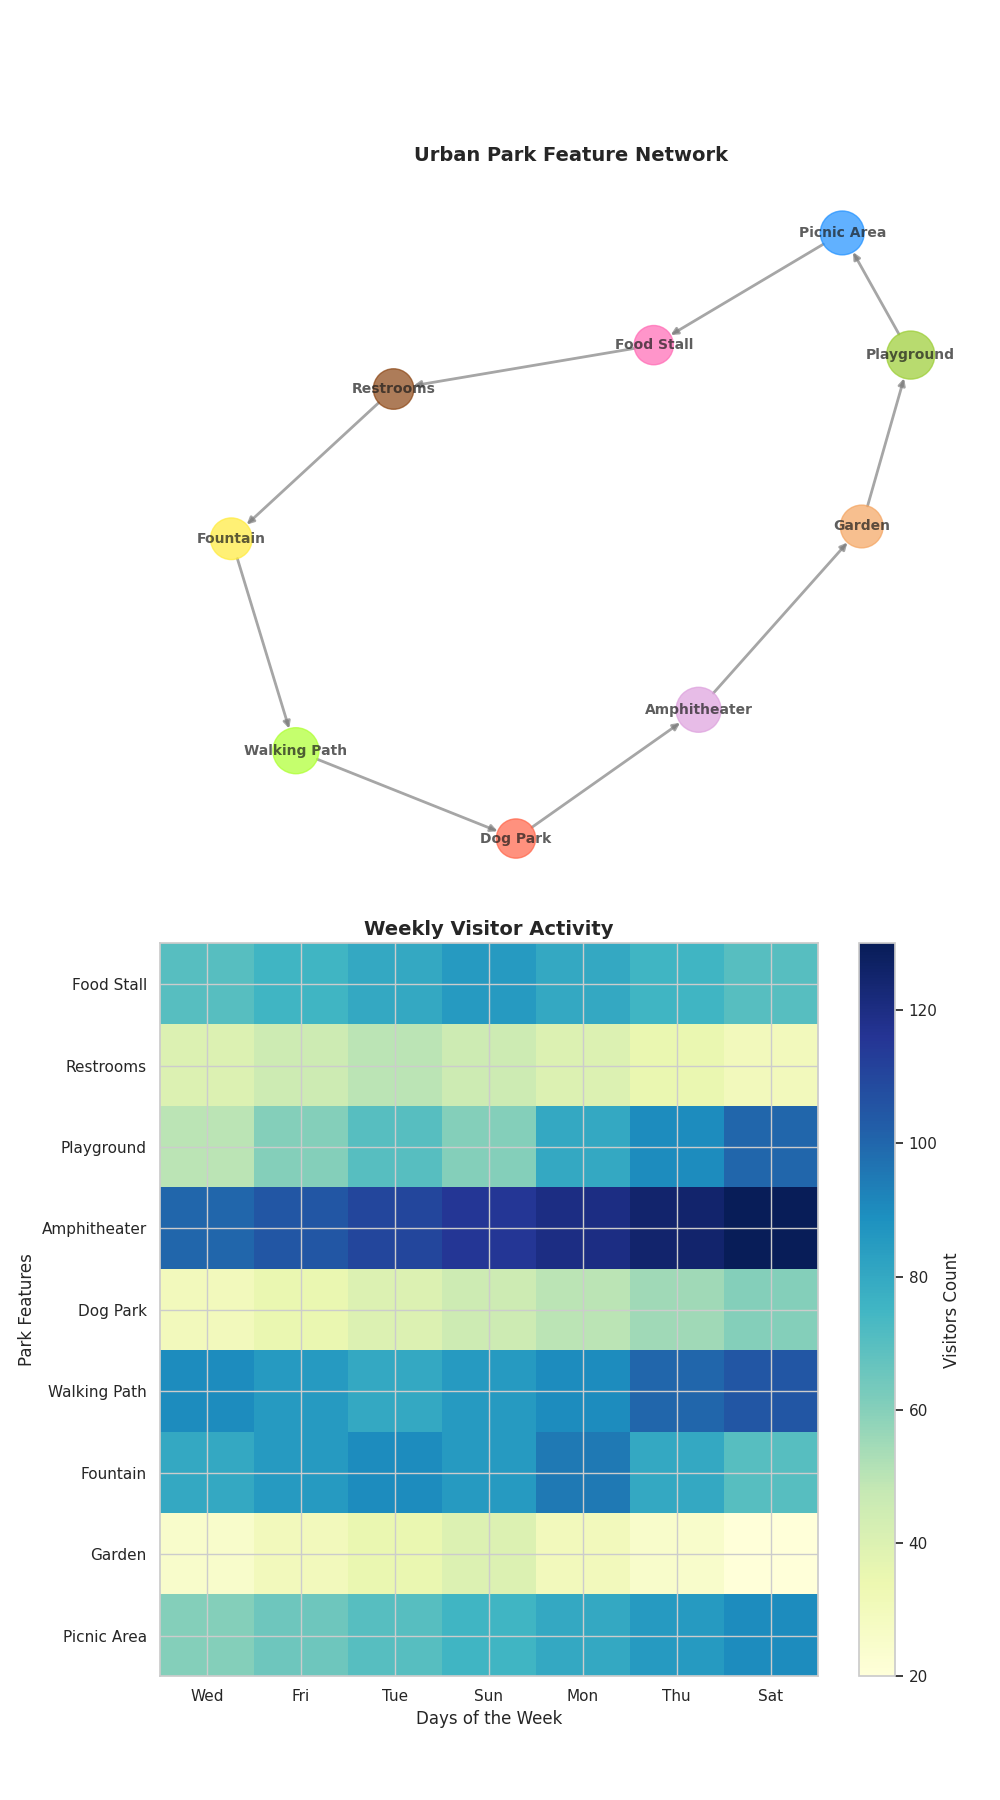 Urban Park Feature Network
Picnic Area
Food Stall
Playground
Restrooms
Garden
Fountain
Amphitheater
Walking Path
Dog Park
Weekly Visitor Activity
Food Stall
Restrooms
Playground
Amphitheater
Dog Park
Walking Path
Fountain
Garden
Picnic Area
Park Features
Wed Fri Tue Sun Mon Thu Sat
Days of the Week
120
100
80
60
40
20
Visitors Count